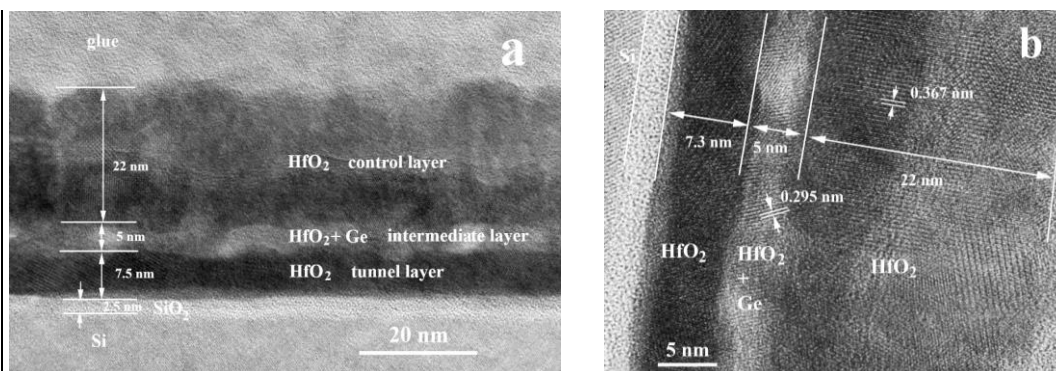 glue
a
22 nm
HfO2 control layer
5 nm
HfO2+ Ge intermediate layer
7.5 nm
HfO2 tunnel layer
2.5 nm
SiO2
Si
20 nm
b
Si
0.367 nm
7.3 nm
5 nm
22 nm
0.295 nm
HfO2
HfO2
+
Ge
HfO2
5 nm